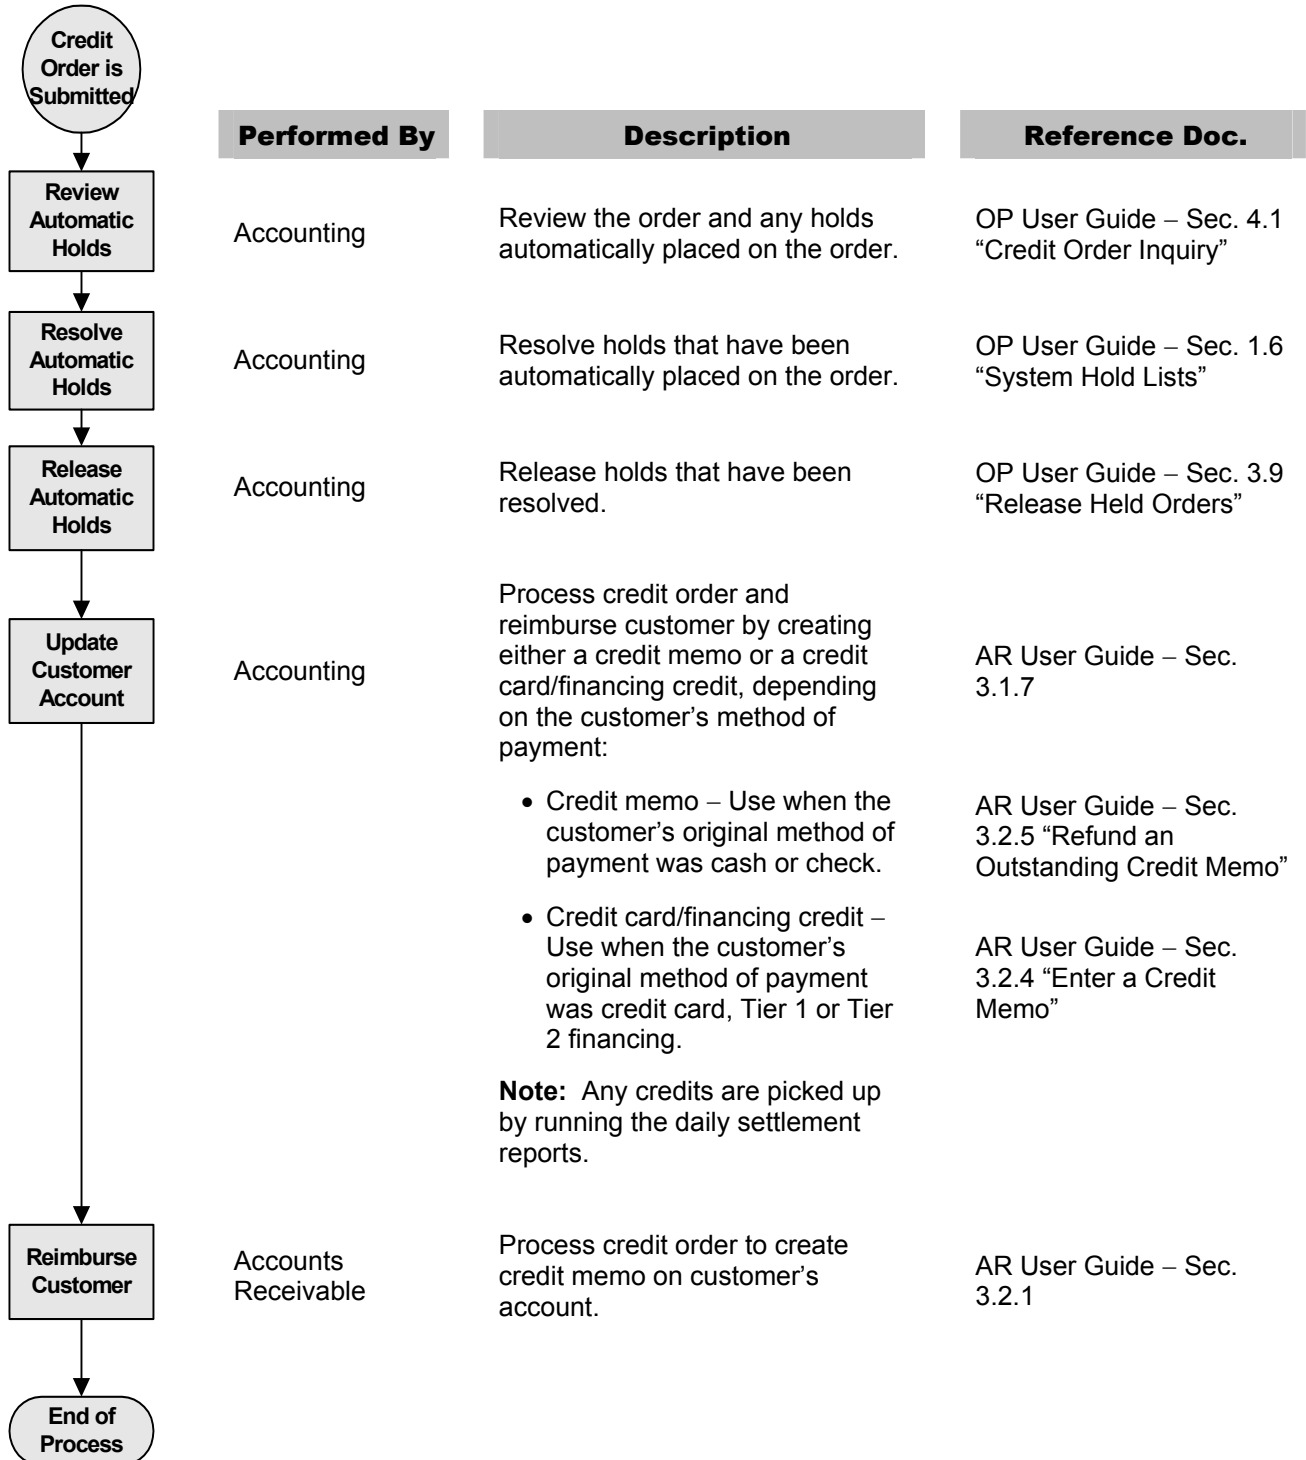 Credit
Order is
Submitted
Performed By
Description
Reference Doc.
Review
Automatic
Holds
Accounting
Review the order and any holds
automatically placed on the order.
OP User Guide – Sec. 4.1
“Credit Order Inquiry”
Resolve
Automatic
Holds
Accounting
Resolve holds that have been
automatically placed on the order.
OP User Guide – Sec. 1.6
“System Hold Lists”
Release
Automatic
Holds
Accounting
Release holds that have been
resolved.
OP User Guide – Sec. 3.9
“Release Held Orders”
Update
Customer
Account
Accounting
Process credit order and
reimburse customer by creating
either a credit memo or a credit
card/financing credit, depending
on the customer’s method of
payment:
AR User Guide – Sec.
3.1.7
• Credit memo – Use when the
customer’s original method of
payment was cash or check.
AR User Guide – Sec.
3.2.5 “Refund an
Outstanding Credit Memo”
• Credit card/financing credit –
Use when the customer’s
original method of payment
was credit card, Tier 1 or Tier
2 financing.
AR User Guide – Sec.
3.2.4 “Enter a Credit
Memo”
Note: Any credits are picked up
by running the daily settlement
reports.
Reimburse
Customer
Accounts
Receivable
Process credit order to create
credit memo on customer’s
account.
AR User Guide – Sec.
3.2.1
End of
Process